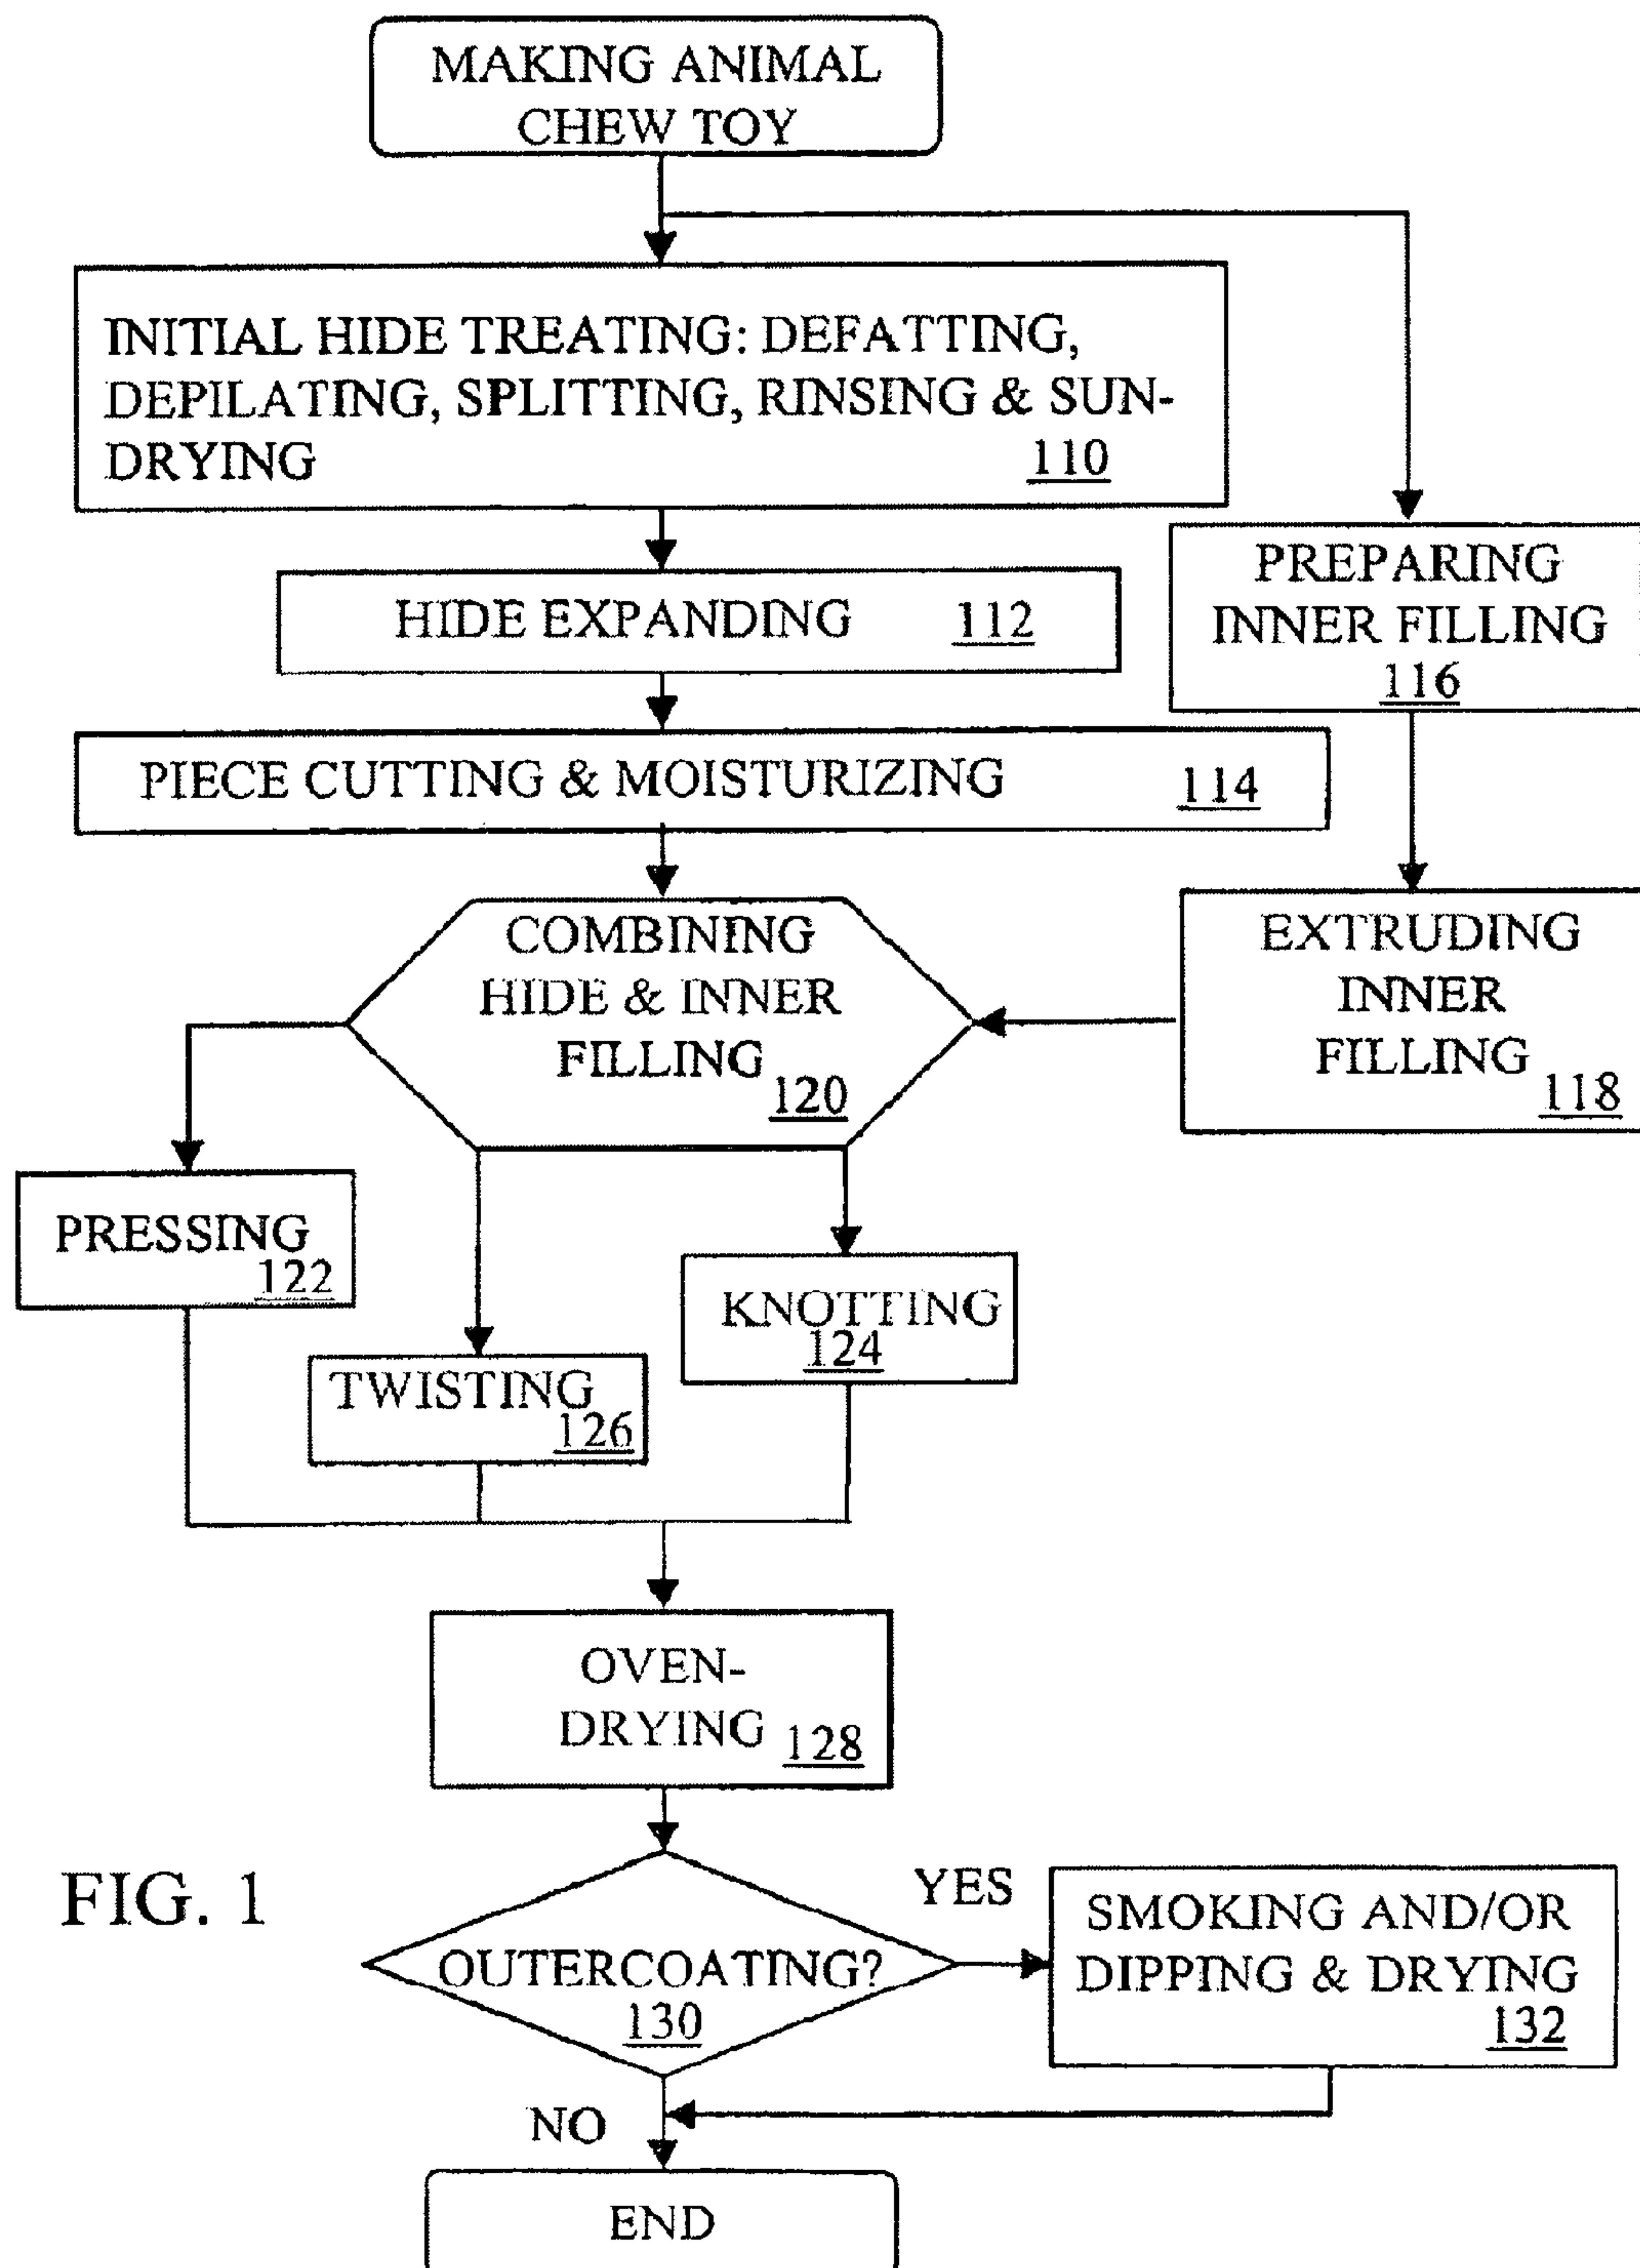 MAKING ANIMAL
CHEW TOY
INITIAL HIDE TREATING: DEFATTING,
DEPILATING, SPLITTING, RINSING & SUN-
DRYING 110
HIDE EXPANDING 112
PREPARING
INNER FILLING
116
PIECE CUTTING & MOISTURIZING 114
COMBINING
HIDE & INNER
FILLING
120
EXTRUDING
INNER
FILLING
118
PRESSING
122
KNOTTING
124
TWISTING
126
OVEN-
DRYING 128
FIG. 1
OUTERCOATING?
130
YES
SMOKING AND/OR
DIPPING & DRYING
132
NO
END